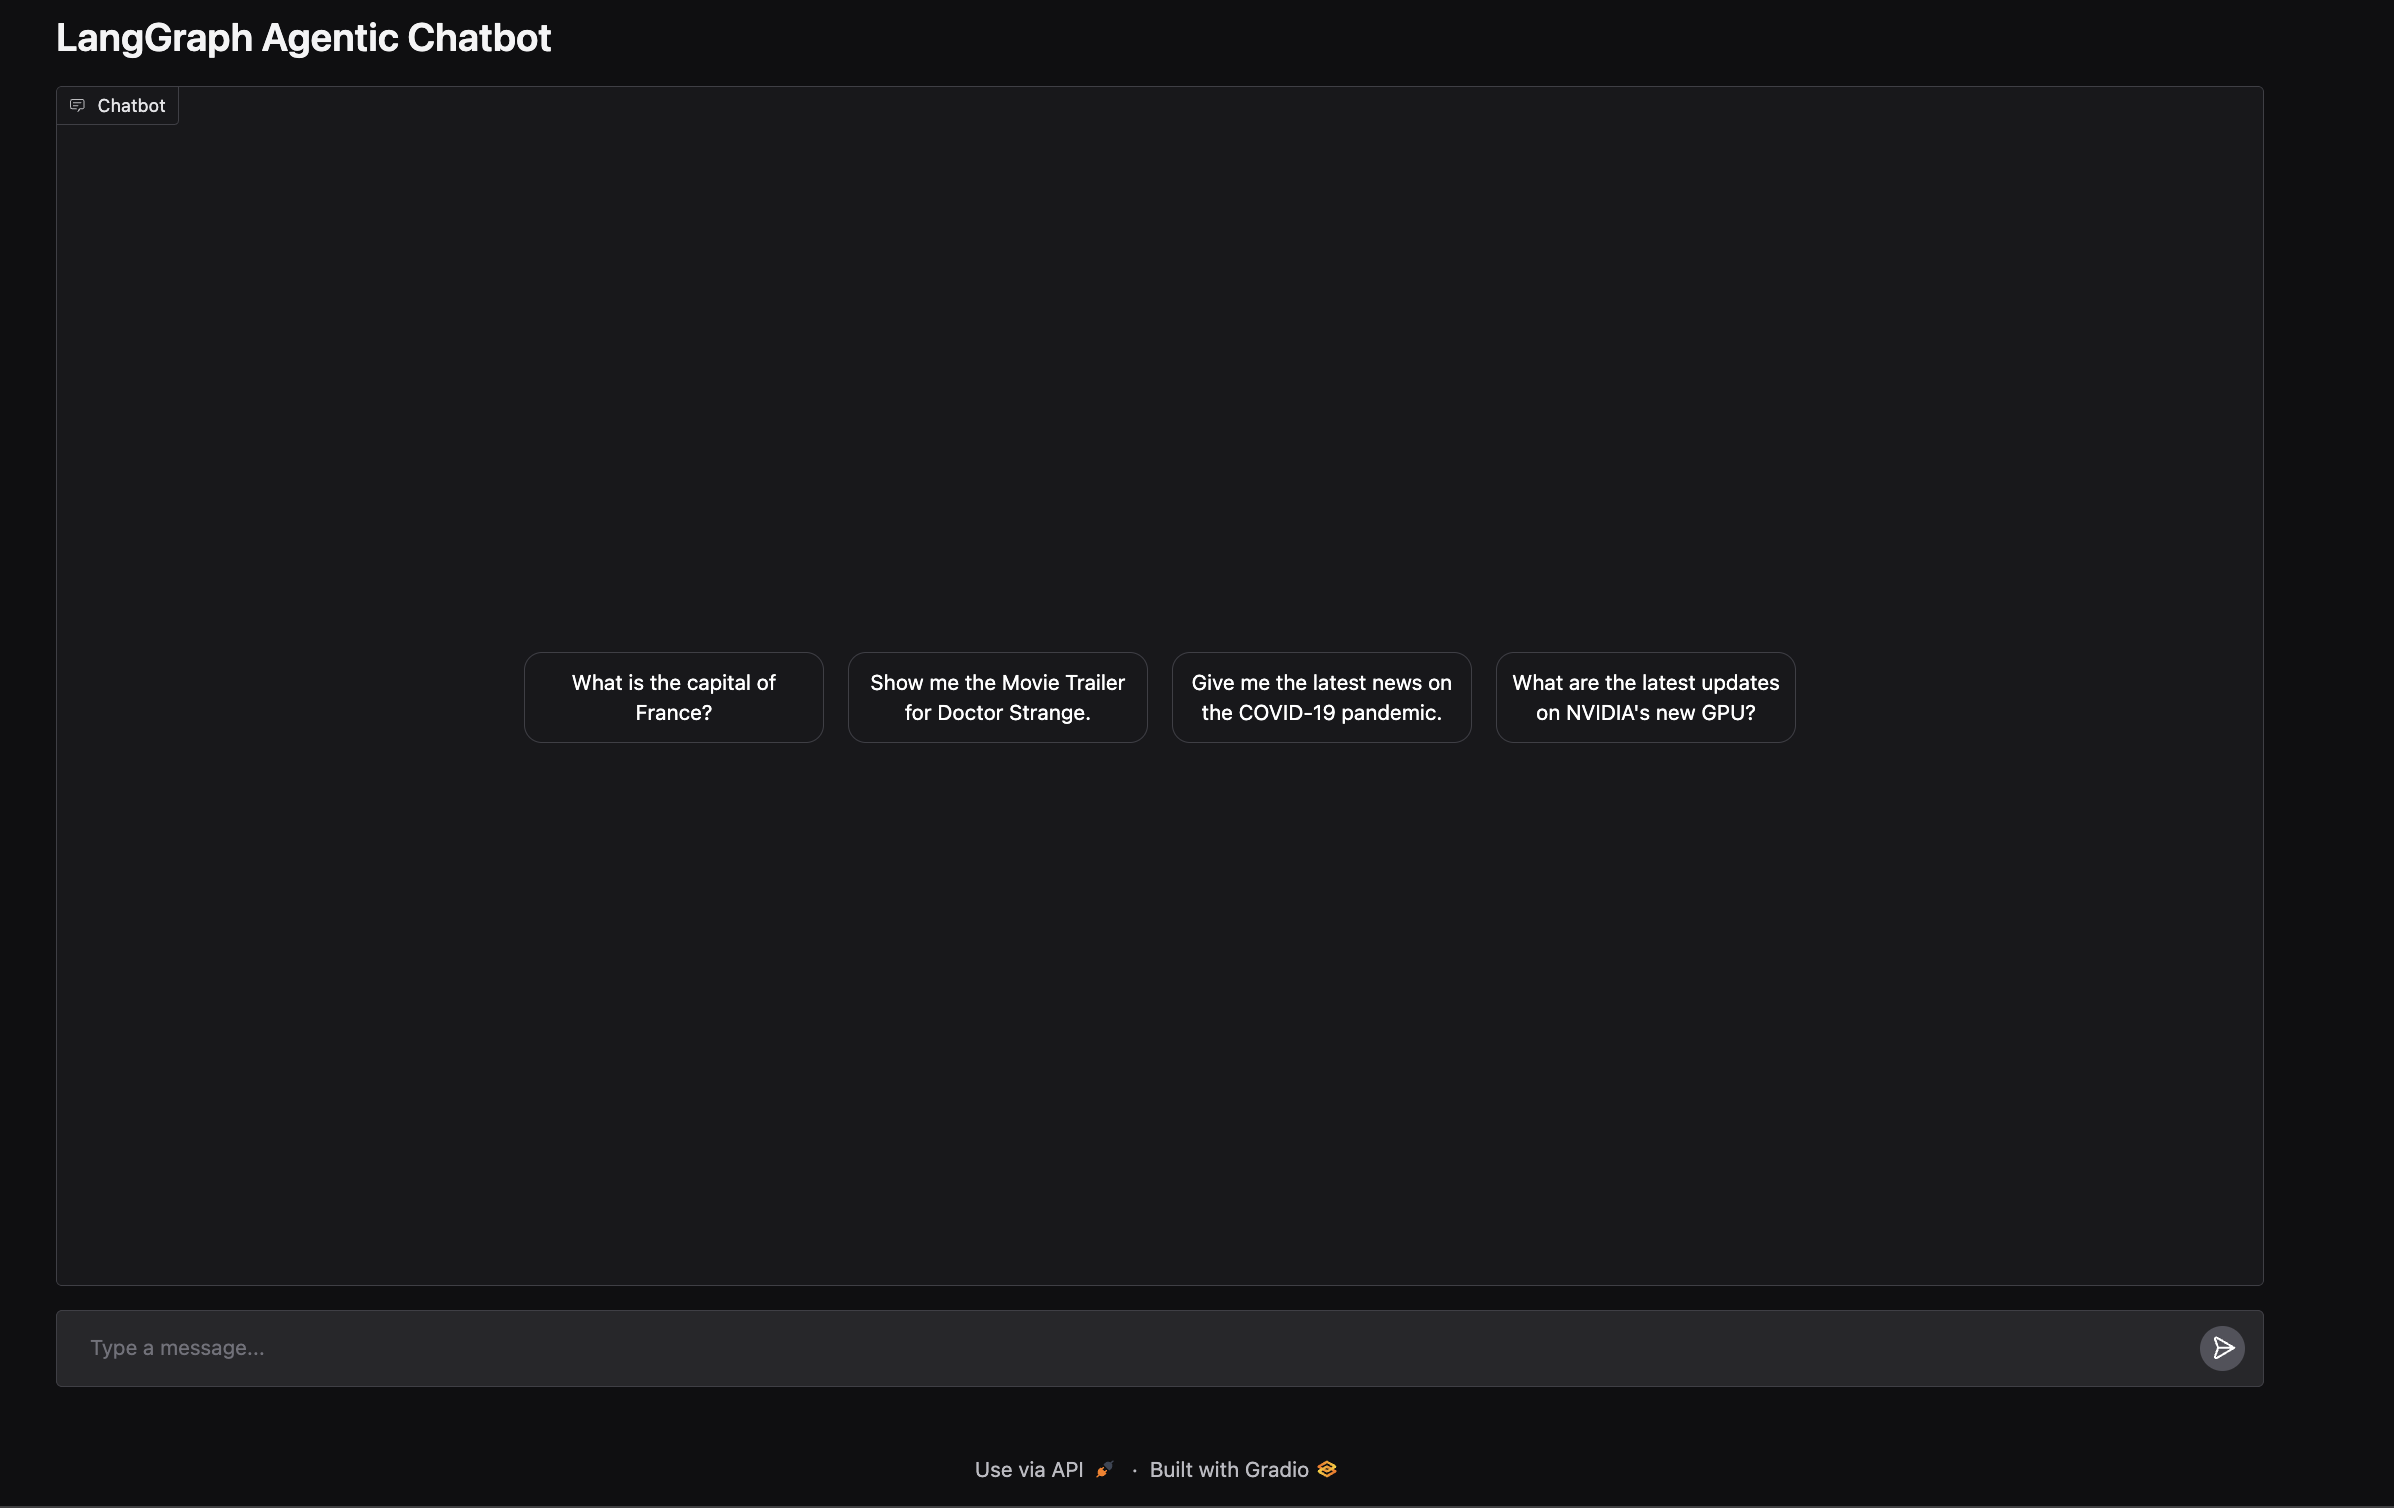 LangGraph Agentic Chatbot
Chatbot
What is the capital of
France?
Show me the Movie Trailer
for Doctor Strange.
Give me the latest news on
the COVID-19 pandemic.
What are the latest updates
on NVIDIA's new GPU?
Type a message...
Use via API · Built with Gradio